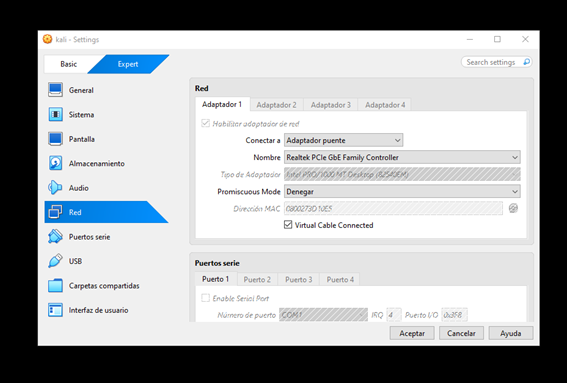 kali - Settings
Basic Expert Search settings
General
Sistema
Pantalla
Almacenamiento
Audio
Red
Puertos serie
USB
Carpetas compartidas
Interfaz de usuario
Red
Adaptador 1 Adaptador 2 Adaptador 3 Adaptador 4
Habilitar adaptador de red
Conectar a Adaptador puente
Nombre Realtek PCIe GbE Family Controller
Tipo de Adaptador Intel PRO/1000 MT Desktop (82540EM)
Promiscuous Mode Denegar
Dirección MAC
Virtual Cable Connected
Puertos serie
Puerto 1 Puerto 2 Puerto 3 Puerto 4
Enable Serial Port
Número de puerto COM1 IRQ 4 Puerto I/O 0x3F8
Aceptar Cancelar Ayuda